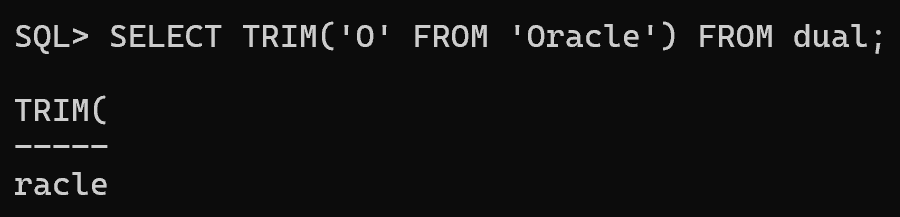 SQL> SELECT TRIM('O' FROM 'Oracle') FROM dual;
TRIM(
-----
racle